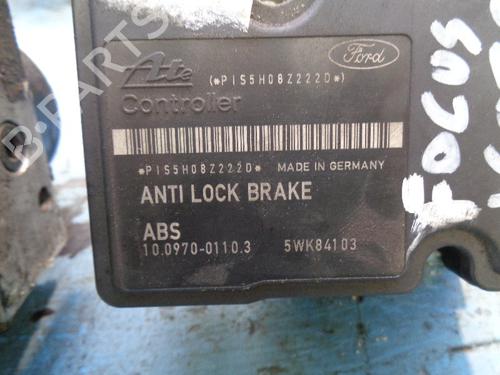 Ate
Ford
(*PIS5H08Z222D*)
Controller
*PIS5H08Z222D*
MADE IN GERMANY
ANTI LOCK BRAKE
ABS
10.0970-0110.3
5WK84103
FOCUS
B-PARTS